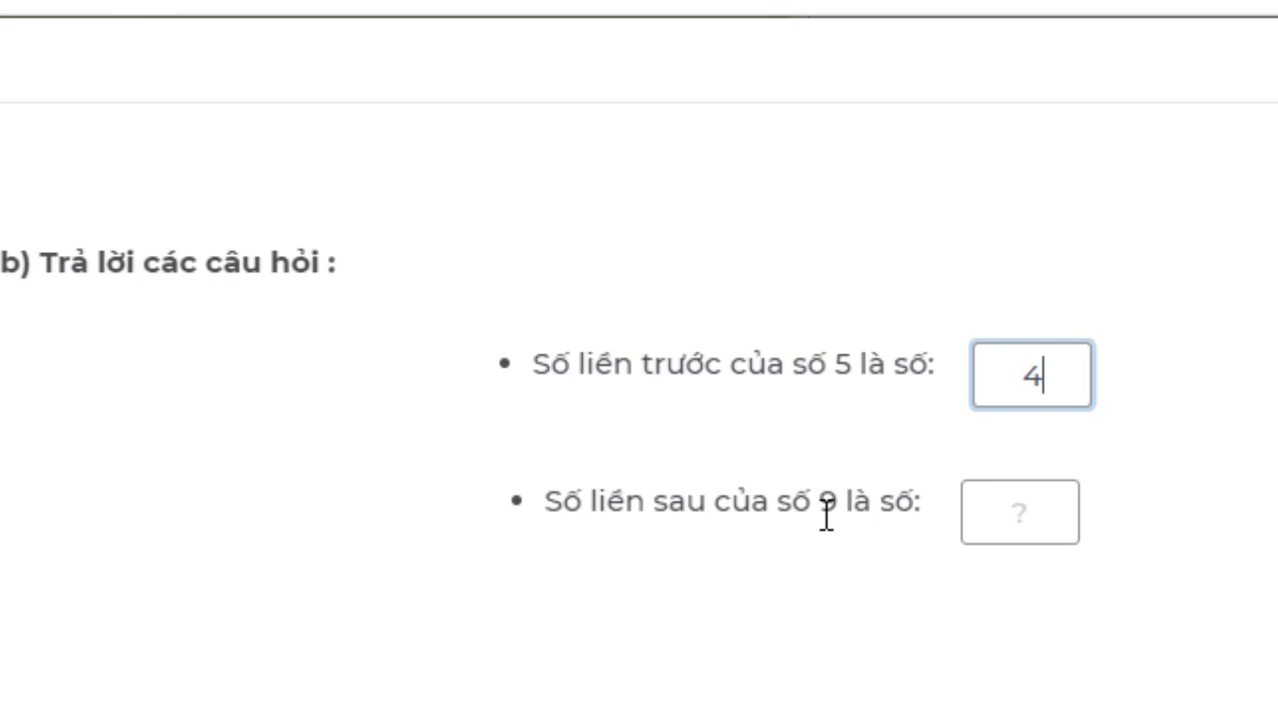 b) Trả lời các câu hỏi :
Số liền trước của số 5 là số: 4
Số liền sau của số 9 là số: ?